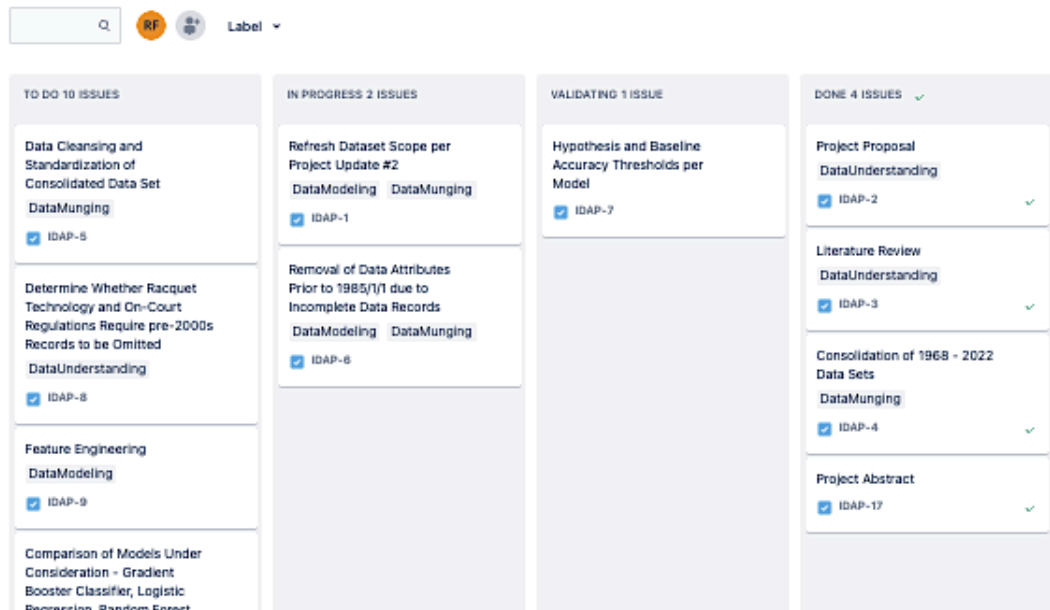 RF
Label
TO DO 10 ISSUES
Data Cleansing and
Standardization of
Consolidated Data Set
DataMunging
IDAP-5
Determine Whether Racquet
Technology and On-Court
Regulations Require pre-2000s
Records to be Omitted
DataUnderstanding
IDAP-8
Feature Engineering
DataModeling
IDAP-9
Comparison of Models Under
Consideration - Gradient
Booster Classifier, Logistic
Regression, Random Forest
IN PROGRESS 2 ISSUES
Refresh Dataset Scope per
Project Update #2
DataModeling DataMunging
IDAP-1
Removal of Data Attributes
Prior to 1985/1/1 due to
Incomplete Data Records
DataModeling DataMunging
IDAP-6
VALIDATING 1 ISSUE
Hypothesis and Baseline
Accuracy Thresholds per
Model
IDAP-7
DONE 4 ISSUES
Project Proposal
DataUnderstanding
IDAP-2
Literature Review
DataUnderstanding
IDAP-3
Consolidation of 1968 - 2022
Data Sets
DataMunging
IDAP-4
Project Abstract
IDAP-17